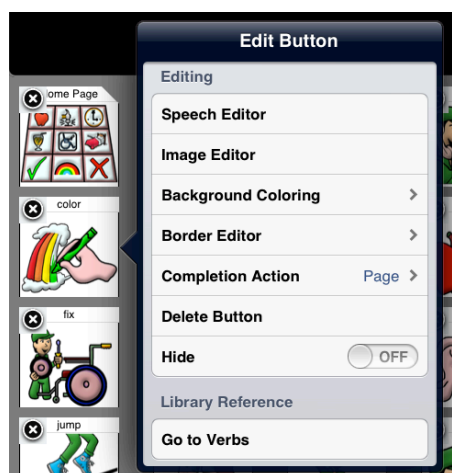 Edit Button
Editing
Speech Editor
Image Editor
Background Coloring
Border Editor
Completion Action Page
Delete Button
Hide OFF
Library Reference
Go to Verbs
ome Page
color
fix
jump